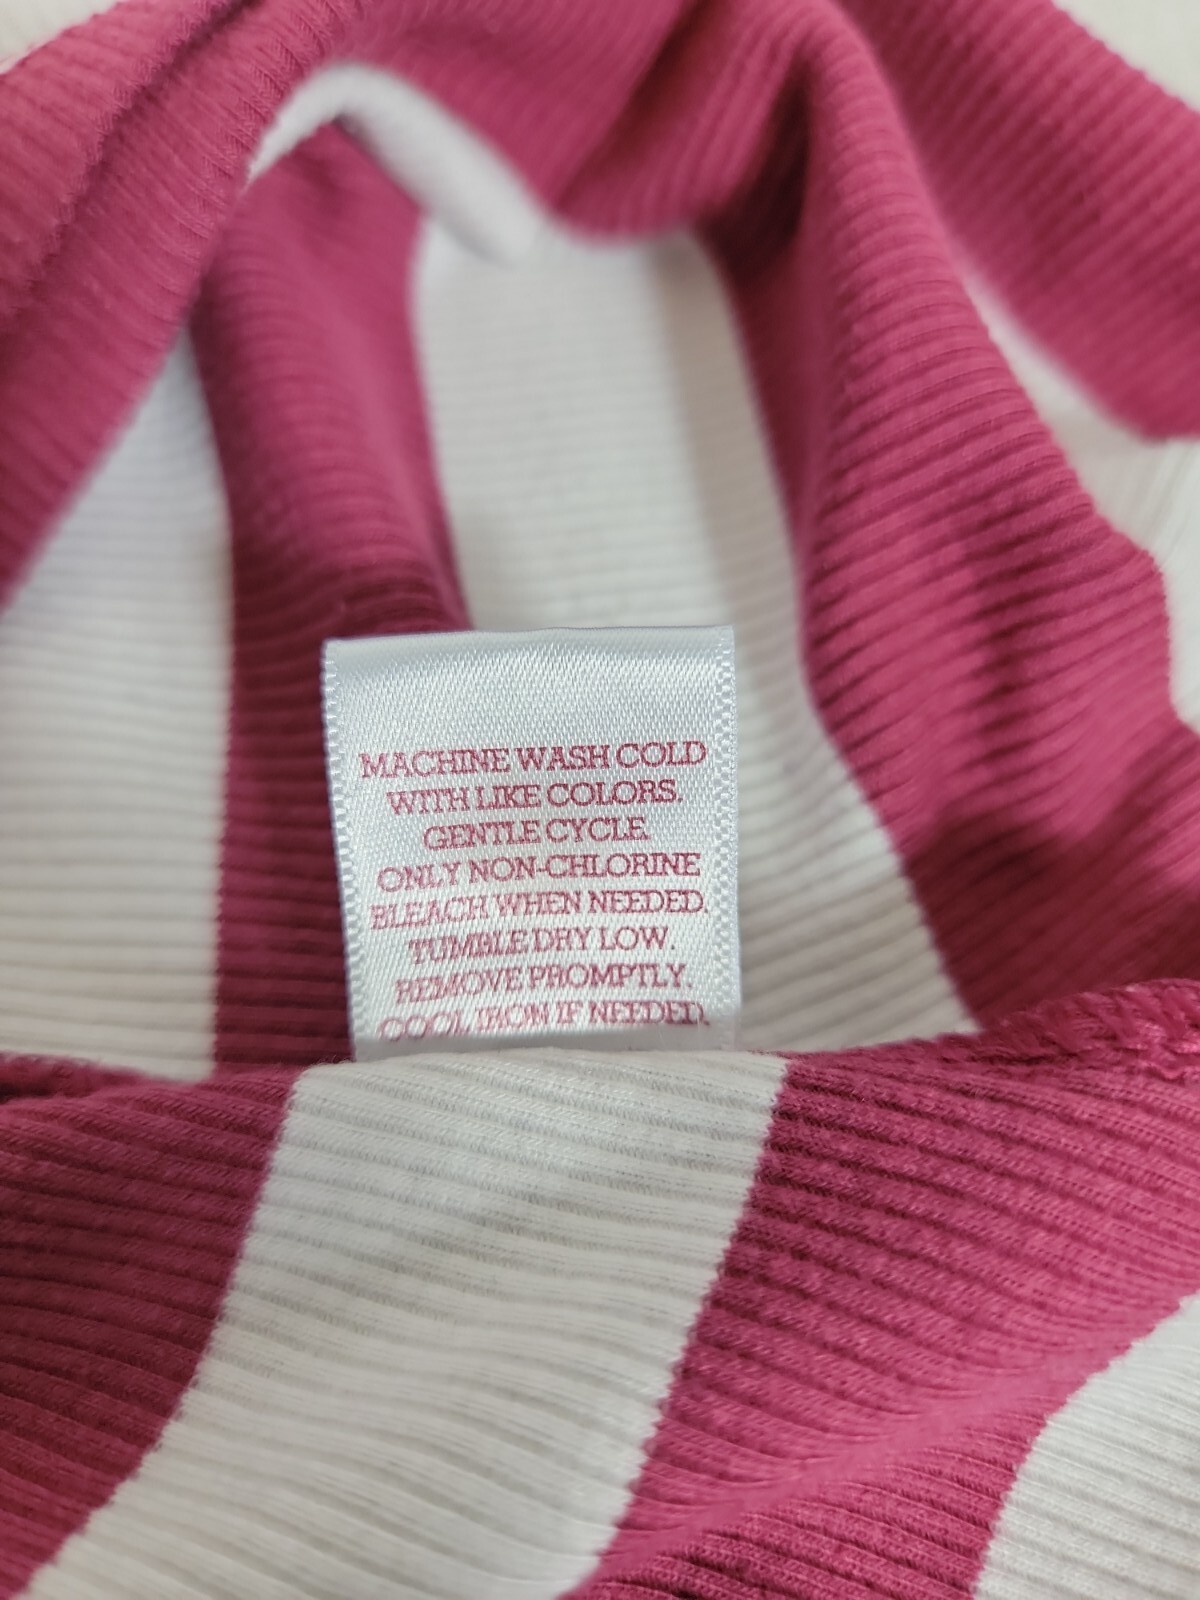 MACHINE WASH COLD
WITH LIKE COLORS.
GENTLE CYCLE.
ONLY NON-CHLORINE
BLEACH WHEN NEEDED.
TUMBLE DRY LOW.
REMOVE PROMPTLY.
COOL IRON IF NEEDED.